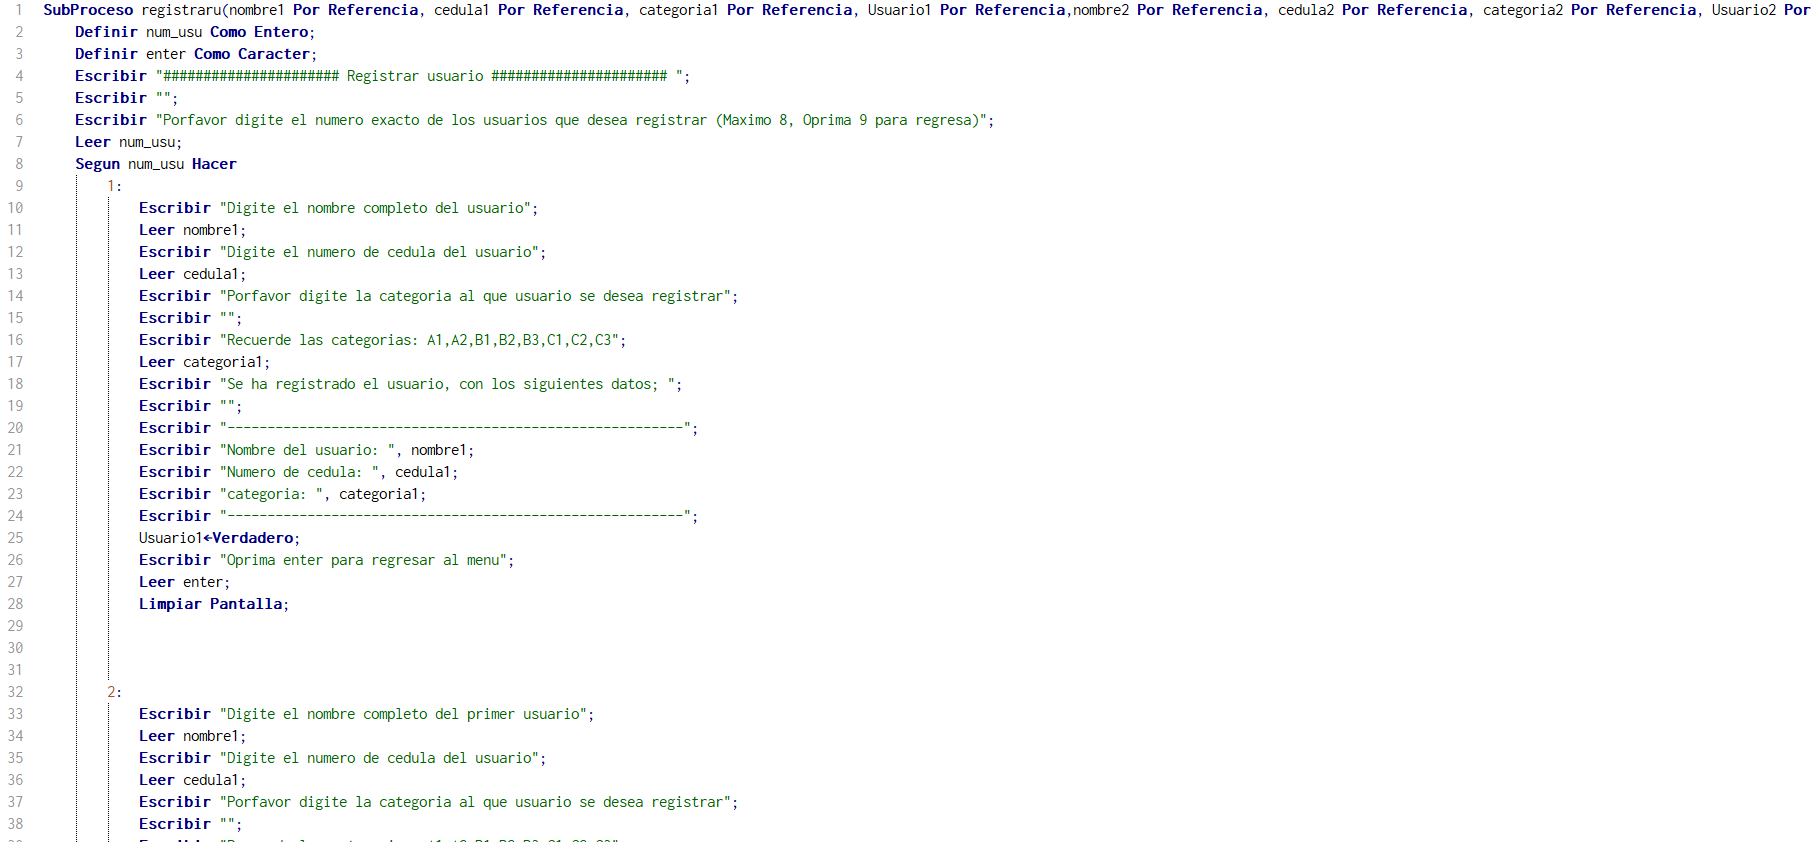 1 SubProceso registraru(nombre1 Por Referencia, cedula1 Por Referencia, categoria1 Por Referencia, Usuario1 Por Referencia,nombre2 Por Referencia, cedula2 Por Referencia, categoria2 Por Referencia, Usuario2 Por
2 Definir num_usu Como Entero;
3 Definir enter Como Caracter;
4 Escribir "###################### Registrar usuario ###################### ";
5 Escribir "";
6 Escribir "Porfavor digite el numero exacto de los usuarios que desea registrar (Maximo 8, Oprima 9 para regresa)";
7 Leer num_usu;
8 Segun num_usu Hacer
9 1:
10 Escribir "Digite el nombre completo del usuario";
11 Leer nombre1;
12 Escribir "Digite el numero de cedula del usuario";
13 Leer cedula1;
14 Escribir "Porfavor digite la categoria al que usuario se desea registrar";
15 Escribir "";
16 Escribir "Recuerde las categorias: A1,A2,B1,B2,B3,C1,C2,C3";
17 Leer categoria1;
18 Escribir "Se ha registrado el usuario, con los siguientes datos; ";
19 Escribir "";
20 Escribir "---------------------------------------------------------";
21 Escribir "Nombre del usuario: ", nombre1;
22 Escribir "Numero de cedula: ", cedula1;
23 Escribir "categoria: ", categoria1;
24 Escribir "---------------------------------------------------------";
25 Usuario1←Verdadero;
26 Escribir "Oprima enter para regresar al menu";
27 Leer enter;
28 Limpiar Pantalla;
29
30
31
32 2:
33 Escribir "Digite el nombre completo del primer usuario";
34 Leer nombre1;
35 Escribir "Digite el numero de cedula del usuario";
36 Leer cedula1;
37 Escribir "Porfavor digite la categoria al que usuario se desea registrar";
38 Escribir "";